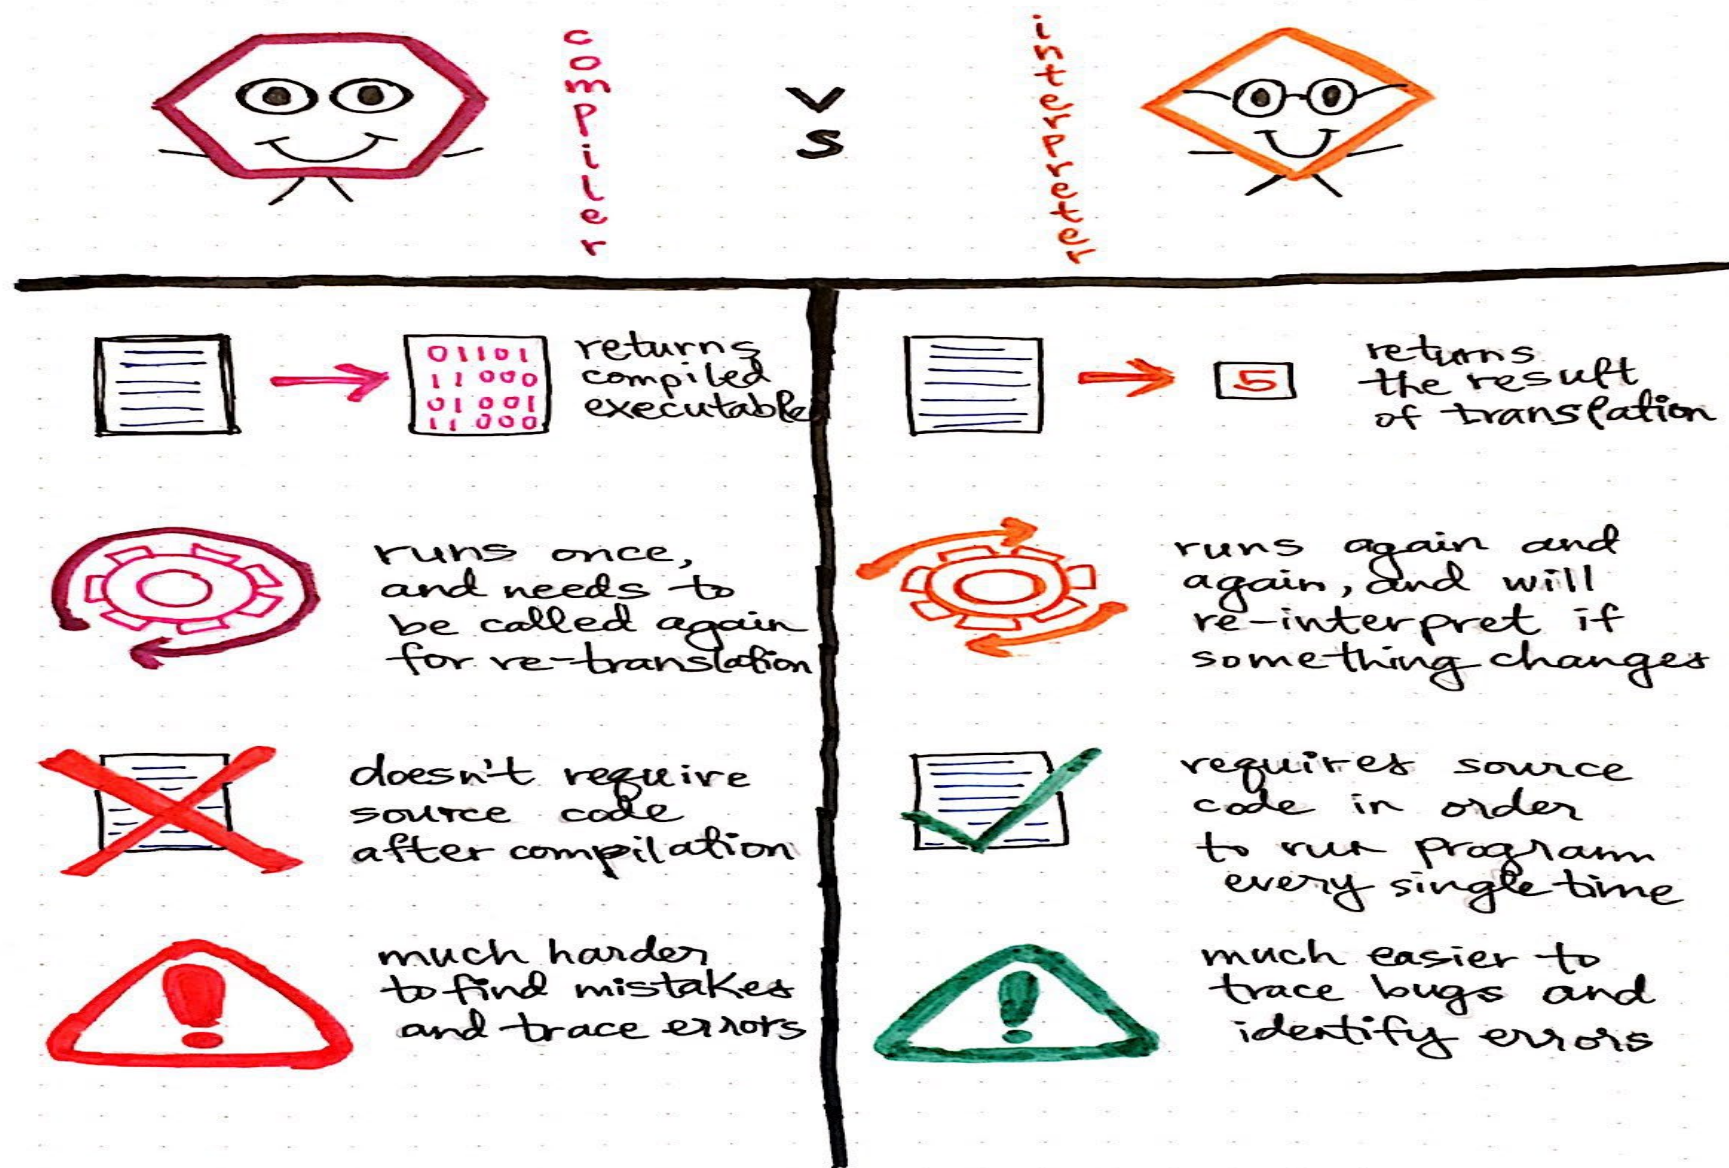 compiler
vs
interpreter
01101
11000
01001
11000
returns
compiled
executable
5
returns
the result
of translation
runs once,
and needs to
be called again
for re-translation
runs again and
again, and will
re-interpret if
something changes
doesn't require
source code
after compilation
requires source
code in order
to run program
every single time
much harder
to find mistakes
and trace errors
much easier to
trace bugs and
identify errors